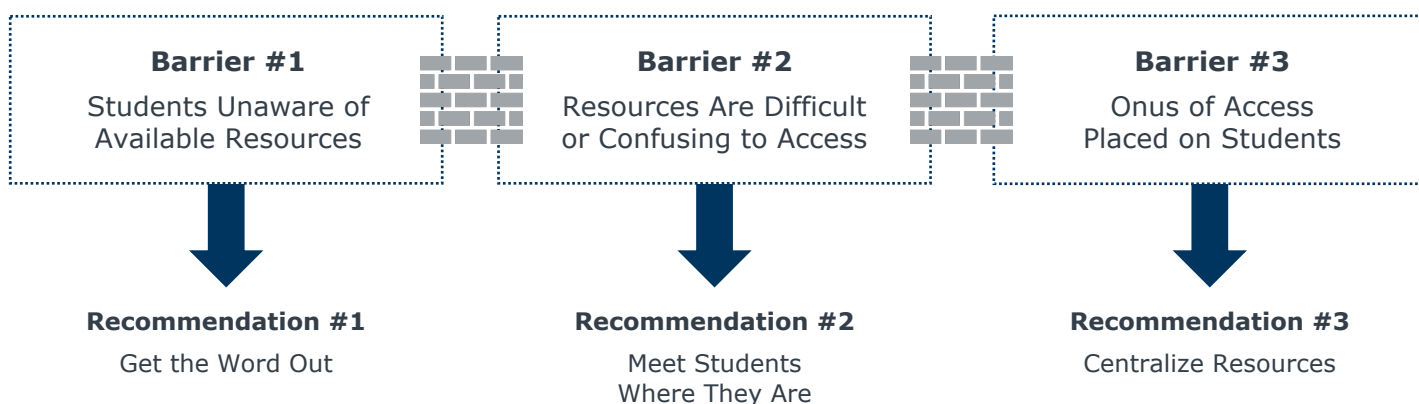 Barrier #1
Students Unaware of
Available Resources
Barrier #2
Resources Are Difficult
or Confusing to Access
Barrier #3
Onus of Access
Placed on Students
Recommendation #1
Get the Word Out
Recommendation #2
Meet Students
Where They Are
Recommendation #3
Centralize Resources